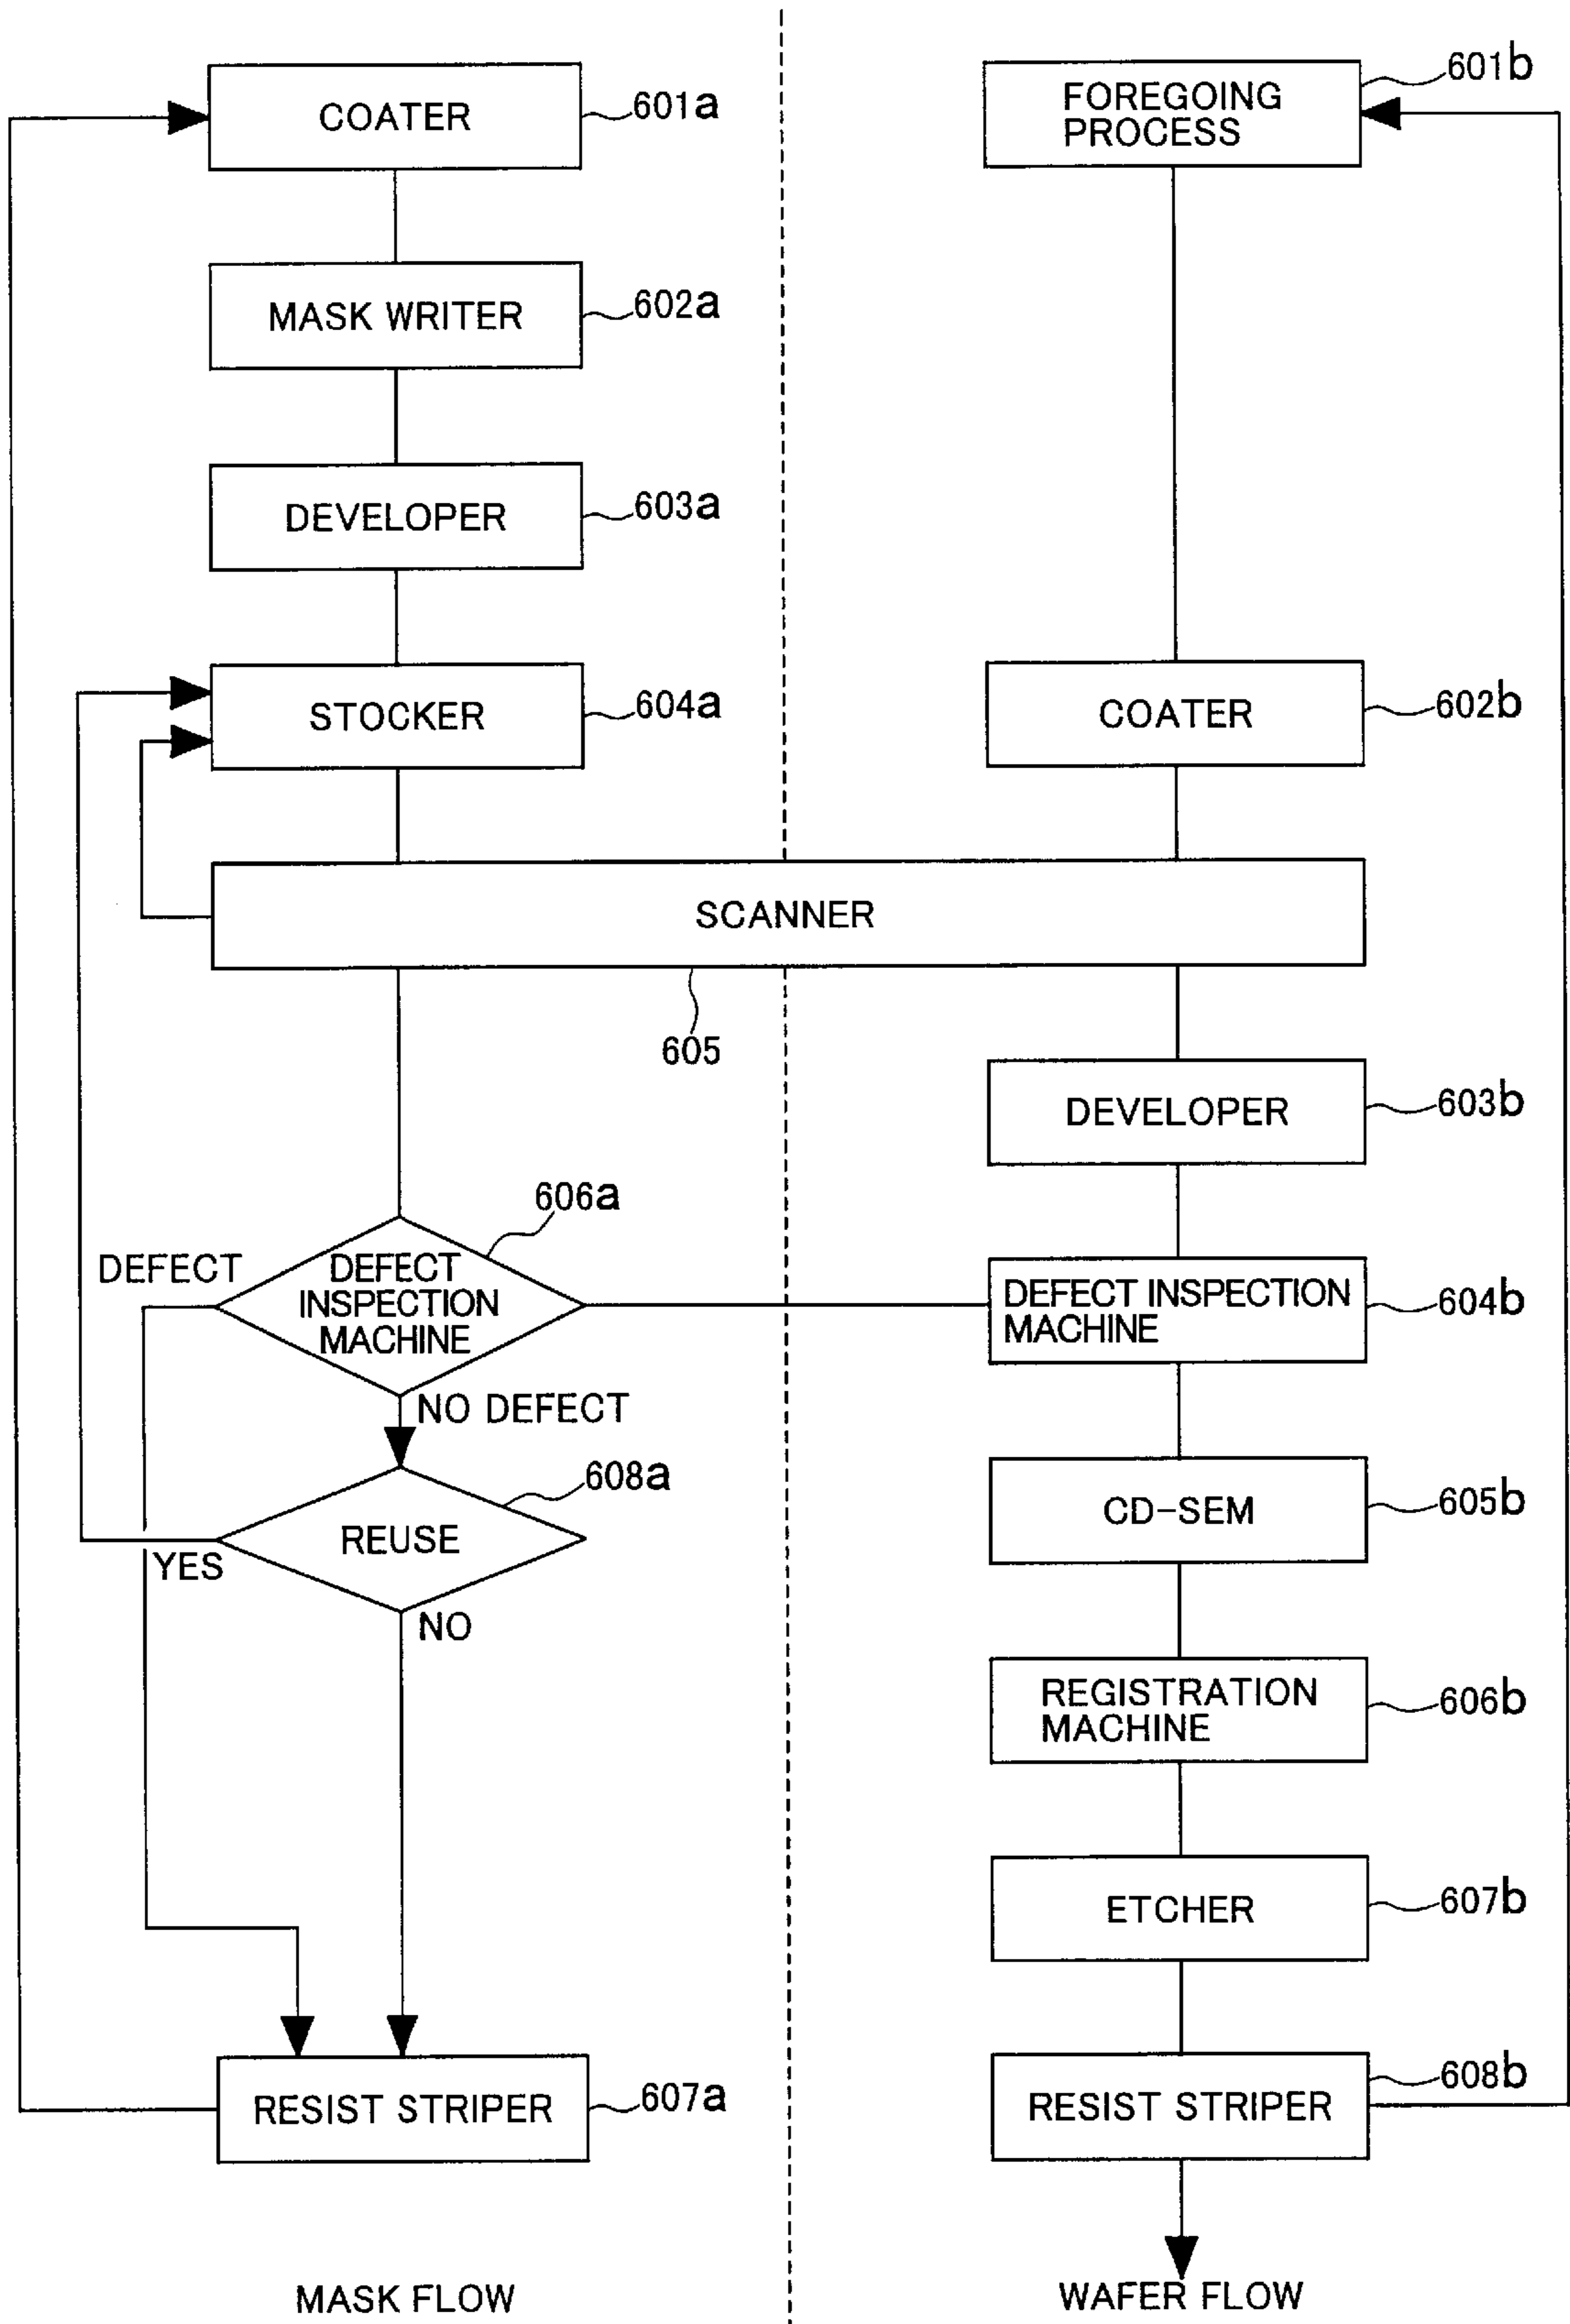 COATER
601a
MASK WRITER
602a
DEVELOPER
603a
STOCKER
604a
SCANNER
605
606a
DEFECT
DEFECT
INSPECTION
MACHINE
NO DEFECT
608a
REUSE
YES
NO
RESIST STRIPER
607a
MASK FLOW
FOREGOING
PROCESS
601b
COATER
602b
DEVELOPER
603b
DEFECT INSPECTION
MACHINE
604b
CD-SEM
605b
REGISTRATION
MACHINE
606b
ETCHER
607b
RESIST STRIPER
608b
WAFER FLOW